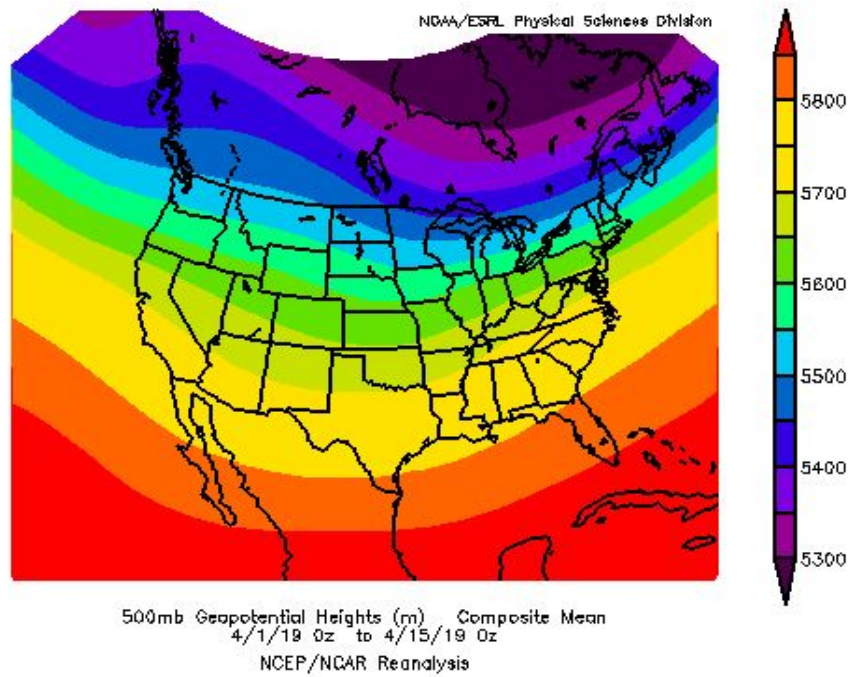 NOAA/ESRL Physical Sciences Division
5800
5700
5600
5500
5400
5300
500mb Geopotential Heights (m) Composite Mean
4/1/19 0z to 4/15/19 0z
NCEP/NCAR Reanalysis